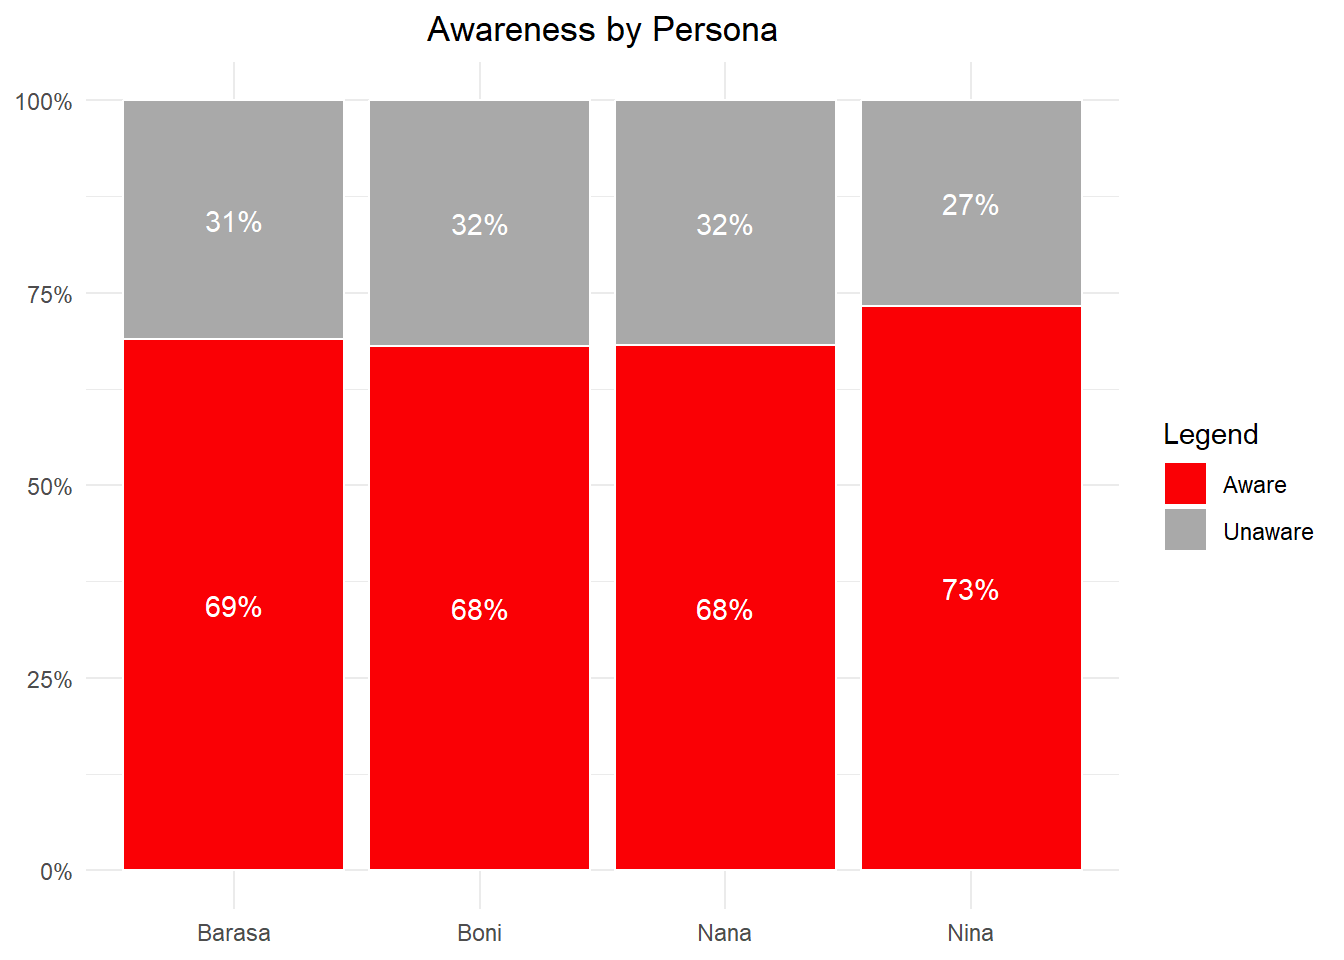 Awareness by Persona
100%
75%
50%
25%
0%
31%
32%
32%
27%
69%
68%
68%
73%
Barasa
Boni
Nana
Nina
Legend
Aware
Unaware